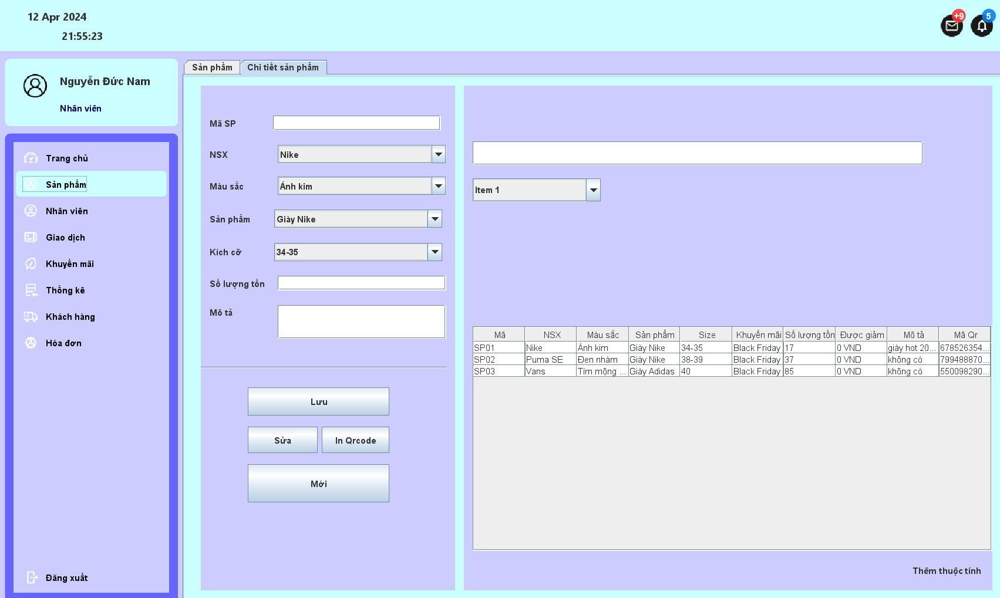 12 Apr 2024
21:55:23
+9
5
Nguyễn Đức Nam
Nhân viên
Trang chủ
Sản phẩm
Nhân viên
Giao dịch
Khuyến mãi
Thống kê
Khách hàng
Hóa đơn
Đăng xuất
Sản phẩm
Chi tiết sản phẩm
Mã SP
NSX
Nike
Màu sắc
Ánh kim
Sản phẩm
Giày Nike
Kích cỡ
34-35
Số lượng tồn
Mô tả
Lưu
Sửa
In Qrcode
Mới
Item 1
Mã NSX Màu sắc Sản phẩm Size Khuyến mãi Số lượng tồn Được giảm Mô tả Mã Qr
SP01 Nike Ánh kim Giày Nike 34-35 Black Friday 17 0 VND giày hot 20... 678526354...
SP02 Puma SE Đen nhám Giày Nike 38-39 Black Friday 37 0 VND không có 799488870...
SP03 Vans Tím mộng ... Giày Adidas 40 Black Friday 85 0 VND không có 550098290...
Thêm thuộc tính